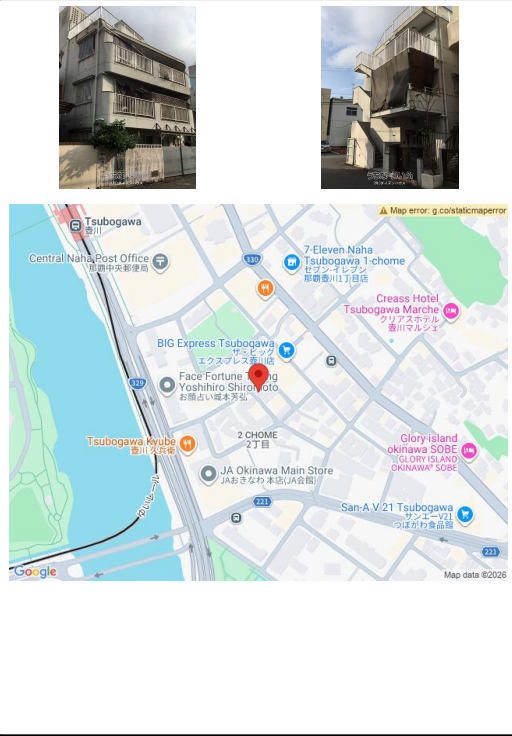 Map error: g.co/staticmaperror
Tsubogawa
壺川
Central Naha Post Office
那覇中央郵便局
330
7-Eleven Naha
Tsubogawa 1-chome
セブン-イレブン
那覇壺川1丁目店
Creass Hotel
Tsubogawa Marche
クリアスホテル
壺川マルシェ
BIG Express Tsubogawa
ザ・ビッグ
エクスプレス壺川店
329
Face Fortune
Yoshihiro
お顔占い城本芳弘
2 CHOME
2丁目
Tsubogawa Kyube
壺川 久兵衛
Glory island
okinawa SOBE
GLORY ISLAND
OKINAWA® SOBE
JA Okinawa Main Store
JAおきなわ 本店(JA会館)
ゆいレール
221
San-A V 21 Tsubogawa
サンエーV21
つぼがわ食品館
221
Google
Map data ©2026